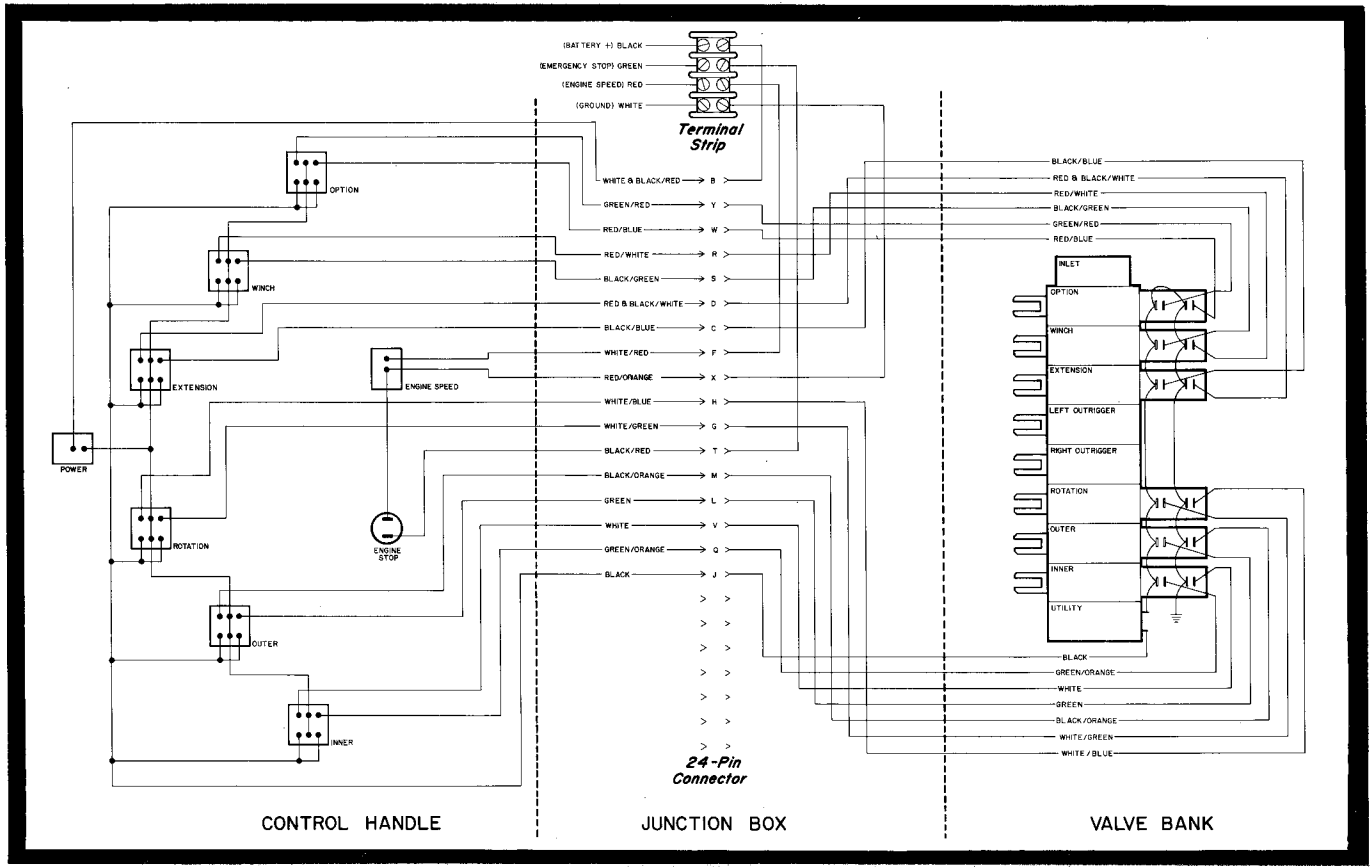 (BATTERY +) BLACK
(EMERGENCY STOP) GREEN
(ENGINE SPEED) RED
(GROUND) WHITE
Terminal
Strip
OPTION
WINCH
EXTENSION
POWER
ROTATION
OUTER
INNER
ENGINE SPEED
ENGINE
STOP
WHITE & BLACK/RED B
GREEN/RED Y
RED/BLUE W
RED/WHITE R
BLACK/GREEN S
RED & BLACK/WHITE D
BLACK/BLUE C
WHITE/RED F
RED/ORANGE X
WHITE/BLUE H
WHITE/GREEN G
BLACK/RED T
BLACK/ORANGE M
GREEN L
WHITE V
GREEN/ORANGE Q
BLACK J
24-Pin
Connector
BLACK/BLUE
RED & BLACK/WHITE
RED/WHITE
BLACK/GREEN
GREEN/RED
RED/BLUE
INLET
OPTION
WINCH
EXTENSION
LEFT OUTRIGGER
RIGHT OUTRIGGER
ROTATION
OUTER
INNER
UTILITY
BLACK
GREEN/ORANGE
WHITE
GREEN
BLACK/ORANGE
WHITE/GREEN
WHITE/BLUE
CONTROL HANDLE
JUNCTION BOX
VALVE BANK